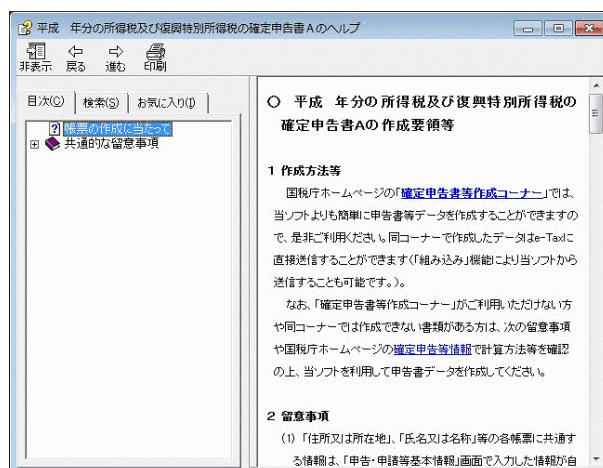 平成　年分の所得税及び復興特別所得税の確定申告書Aのヘルプ
非表示 戻る 進む 印刷
目次(C) 検索(S) お気に入り(I)
帳票の作成に当たって
共通的な留意事項
○ 平成　年分の所得税及び復興特別所得税の
確定申告書Aの作成要領等
1 作成方法等
国税庁ホームページの「確定申告書等作成コーナー」では、
当ソフトよりも簡単に申告書等データを作成することができますの
で、是非ご利用ください。同コーナーで作成したデータはe-Taxに
直接送信することができます(「組み込み」機能により当ソフトから
送信することも可能です。)。
なお、「確定申告書等作成コーナー」がご利用いただけない方
や同コーナーでは作成できない書類がある方は、次の留意事項
や国税庁ホームページの確定申告等情報で計算方法等を確認
の上、当ソフトを利用して申告書データを作成してください。
2 留意事項
(1) 「住所又は所在地」、「氏名又は名称」等の各帳票に共通す
る情報は、「申告・申請等基本情報」画面で入力した情報が自